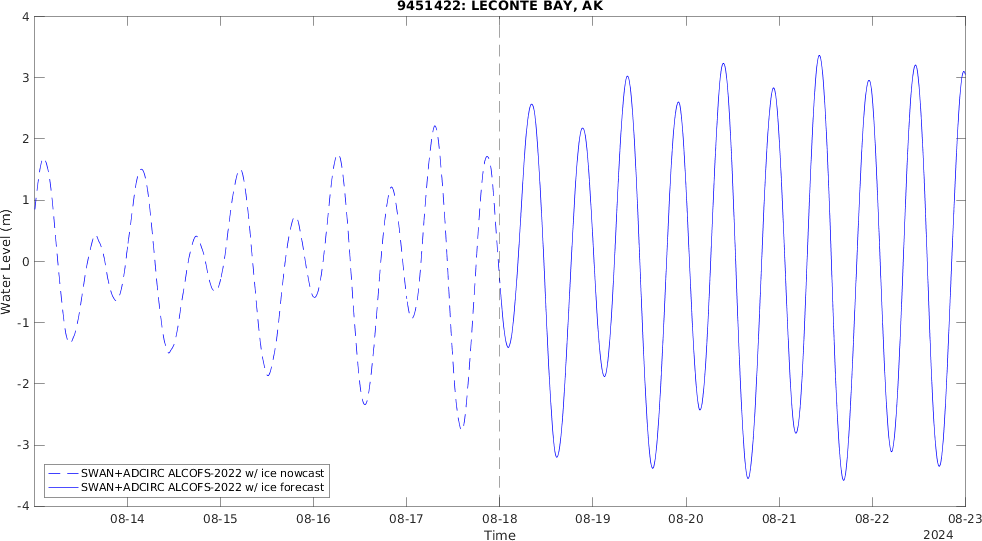 9451422: LECONTE BAY, AK
4
3
2
1
0
-1
-2
-3
-4
Water Level (m)
SWAN+ADCIRC ALCOFS-2022 w/ ice nowcast
SWAN+ADCIRC ALCOFS-2022 w/ ice forecast
08-14 08-15 08-16 08-17 08-18 08-19 08-20 08-21 08-22 08-23
Time
2024